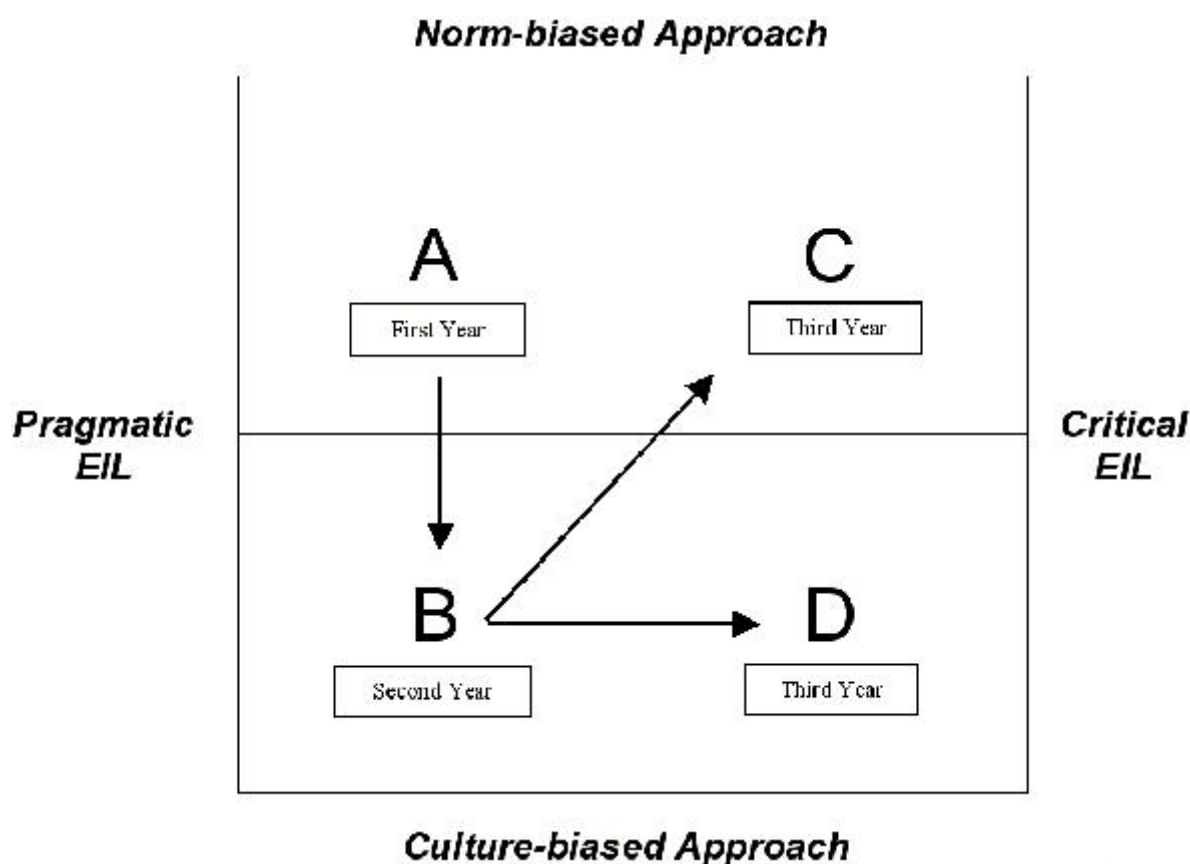 Norm-biased Approach
A
C
First Year
Third Year
Pragmatic
EIL
Critical
EIL
B
D
Second Year
Third Year
Culture-biased Approach